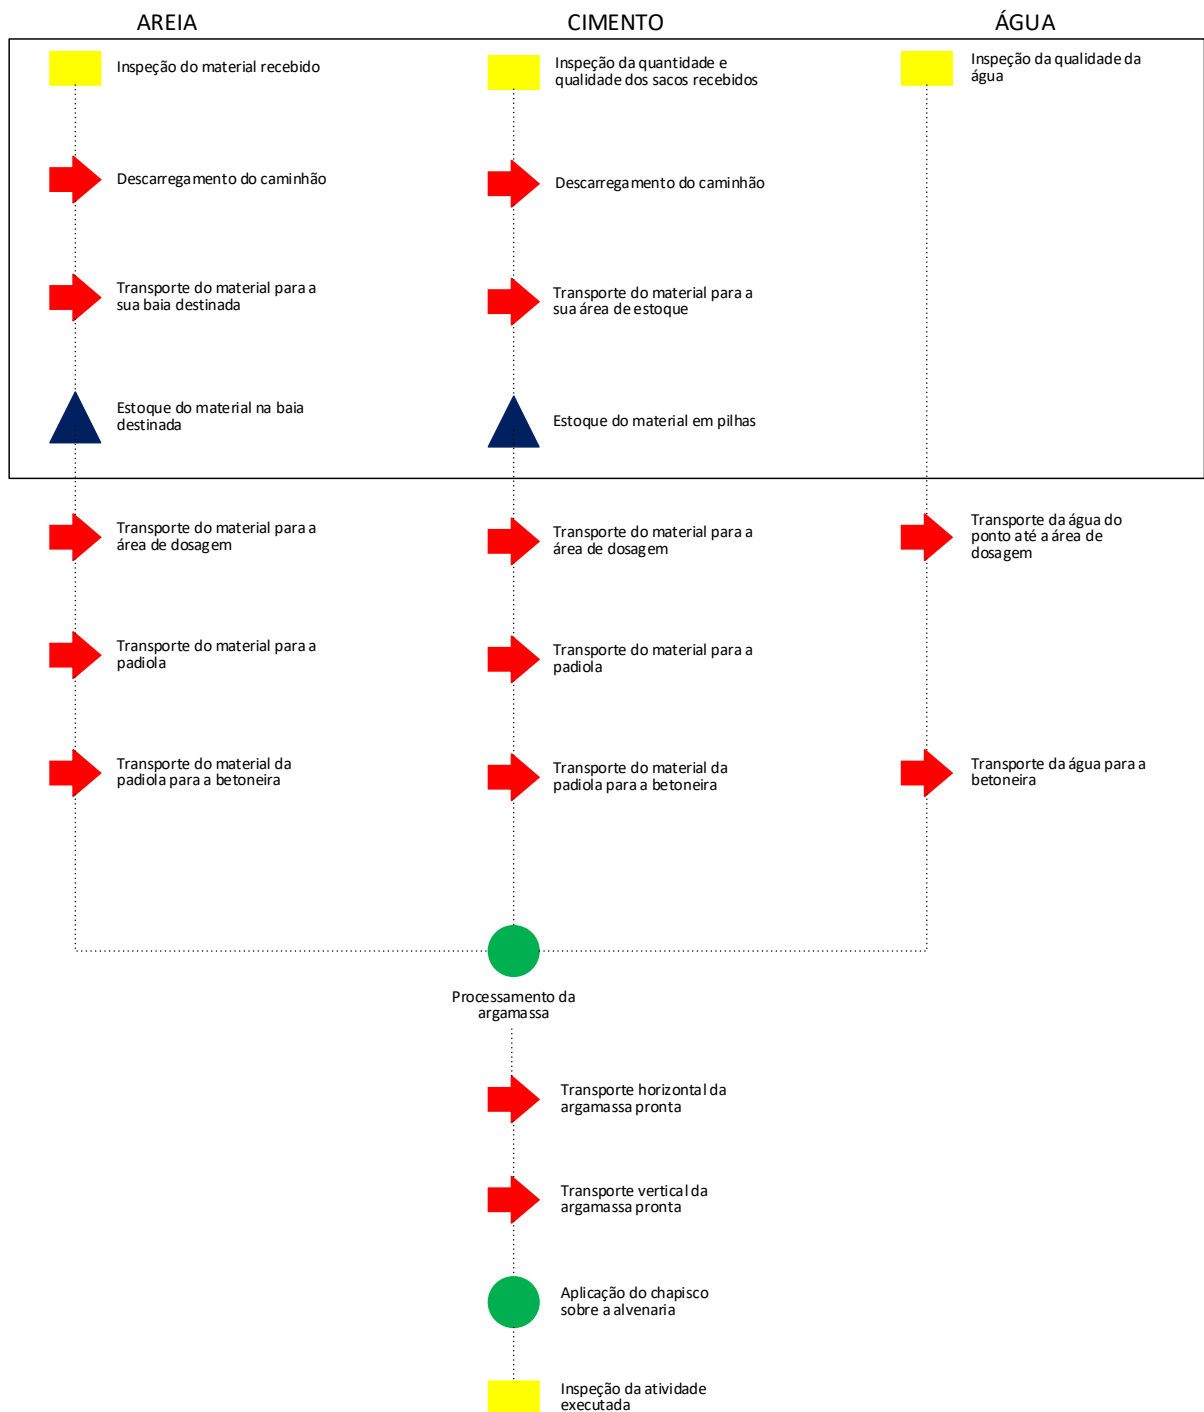 AREIA
CIMENTO
ÁGUA
Inspeção do material recebido
Inspeção da quantidade e
qualidade dos sacos recebidos
Inspeção da qualidade da
água
Descarregamento do caminhão
Descarregamento do caminhão
Transporte do material para a
sua baia destinada
Transporte do material para a
sua área de estoque
Estoque do material na baia
destinada
Estoque do material em pilhas
Transporte do material para a
área de dosagem
Transporte do material para a
área de dosagem
Transporte da água do
ponto até a área de
dosagem
Transporte do material para a
padiola
Transporte do material para a
padiola
Transporte do material da
padiola para a betoneira
Transporte do material da
padiola para a betoneira
Transporte da água para a
betoneira
Processamento da
argamassa
Transporte horizontal da
argamassa pronta
Transporte vertical da
argamassa pronta
Aplicação do chapisco
sobre a alvenaria
Inspeção da atividade
executada